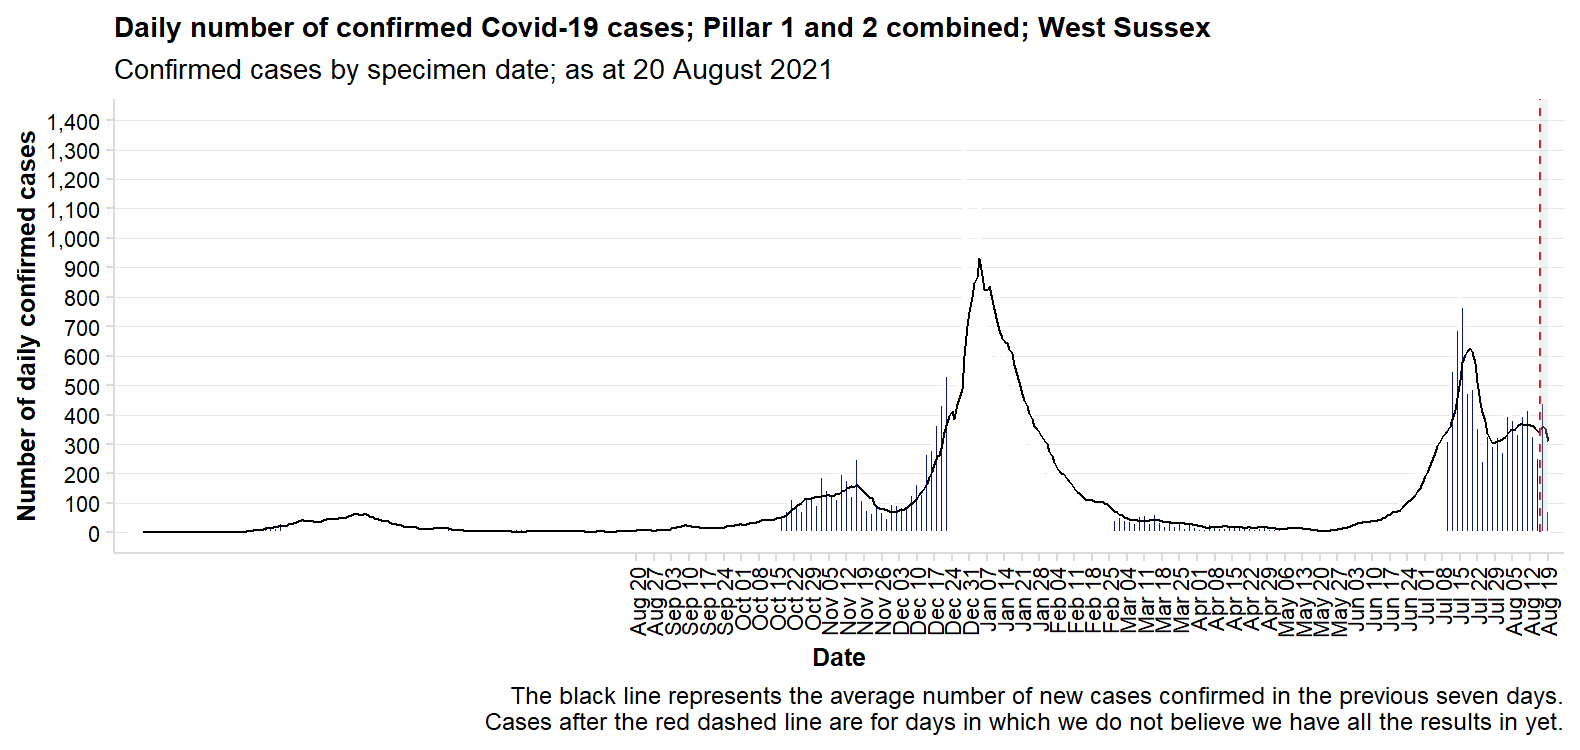 Daily number of confirmed Covid-19 cases; Pillar 1 and 2 combined; West Sussex
Confirmed cases by specimen date; as at 20 August 2021
Number of daily confirmed cases
1,400
1,300
1,200
1,100
1,000
900
800
700
600
500
400
300
200
100
0
Aug 20
Aug 27
Sep 03
Sep 10
Sep 17
Sep 24
Oct 01
Oct 08
Oct 15
Oct 22
Oct 29
Nov 05
Nov 12
Nov 19
Nov 26
Dec 03
Dec 10
Dec 17
Dec 24
Dec 31
Jan 07
Jan 14
Jan 21
Jan 28
Feb 04
Feb 11
Feb 18
Feb 25
Mar 04
Mar 11
Mar 18
Mar 25
Apr 01
Apr 08
Apr 15
Apr 22
Apr 29
May 06
May 13
May 20
May 27
Jun 03
Jun 10
Jun 17
Jun 24
Jul 01
Jul 08
Jul 15
Jul 22
Jul 29
Aug 05
Aug 12
Aug 19
Date
The black line represents the average number of new cases confirmed in the previous seven days.
Cases after the red dashed line are for days in which we do not believe we have all the results in yet.